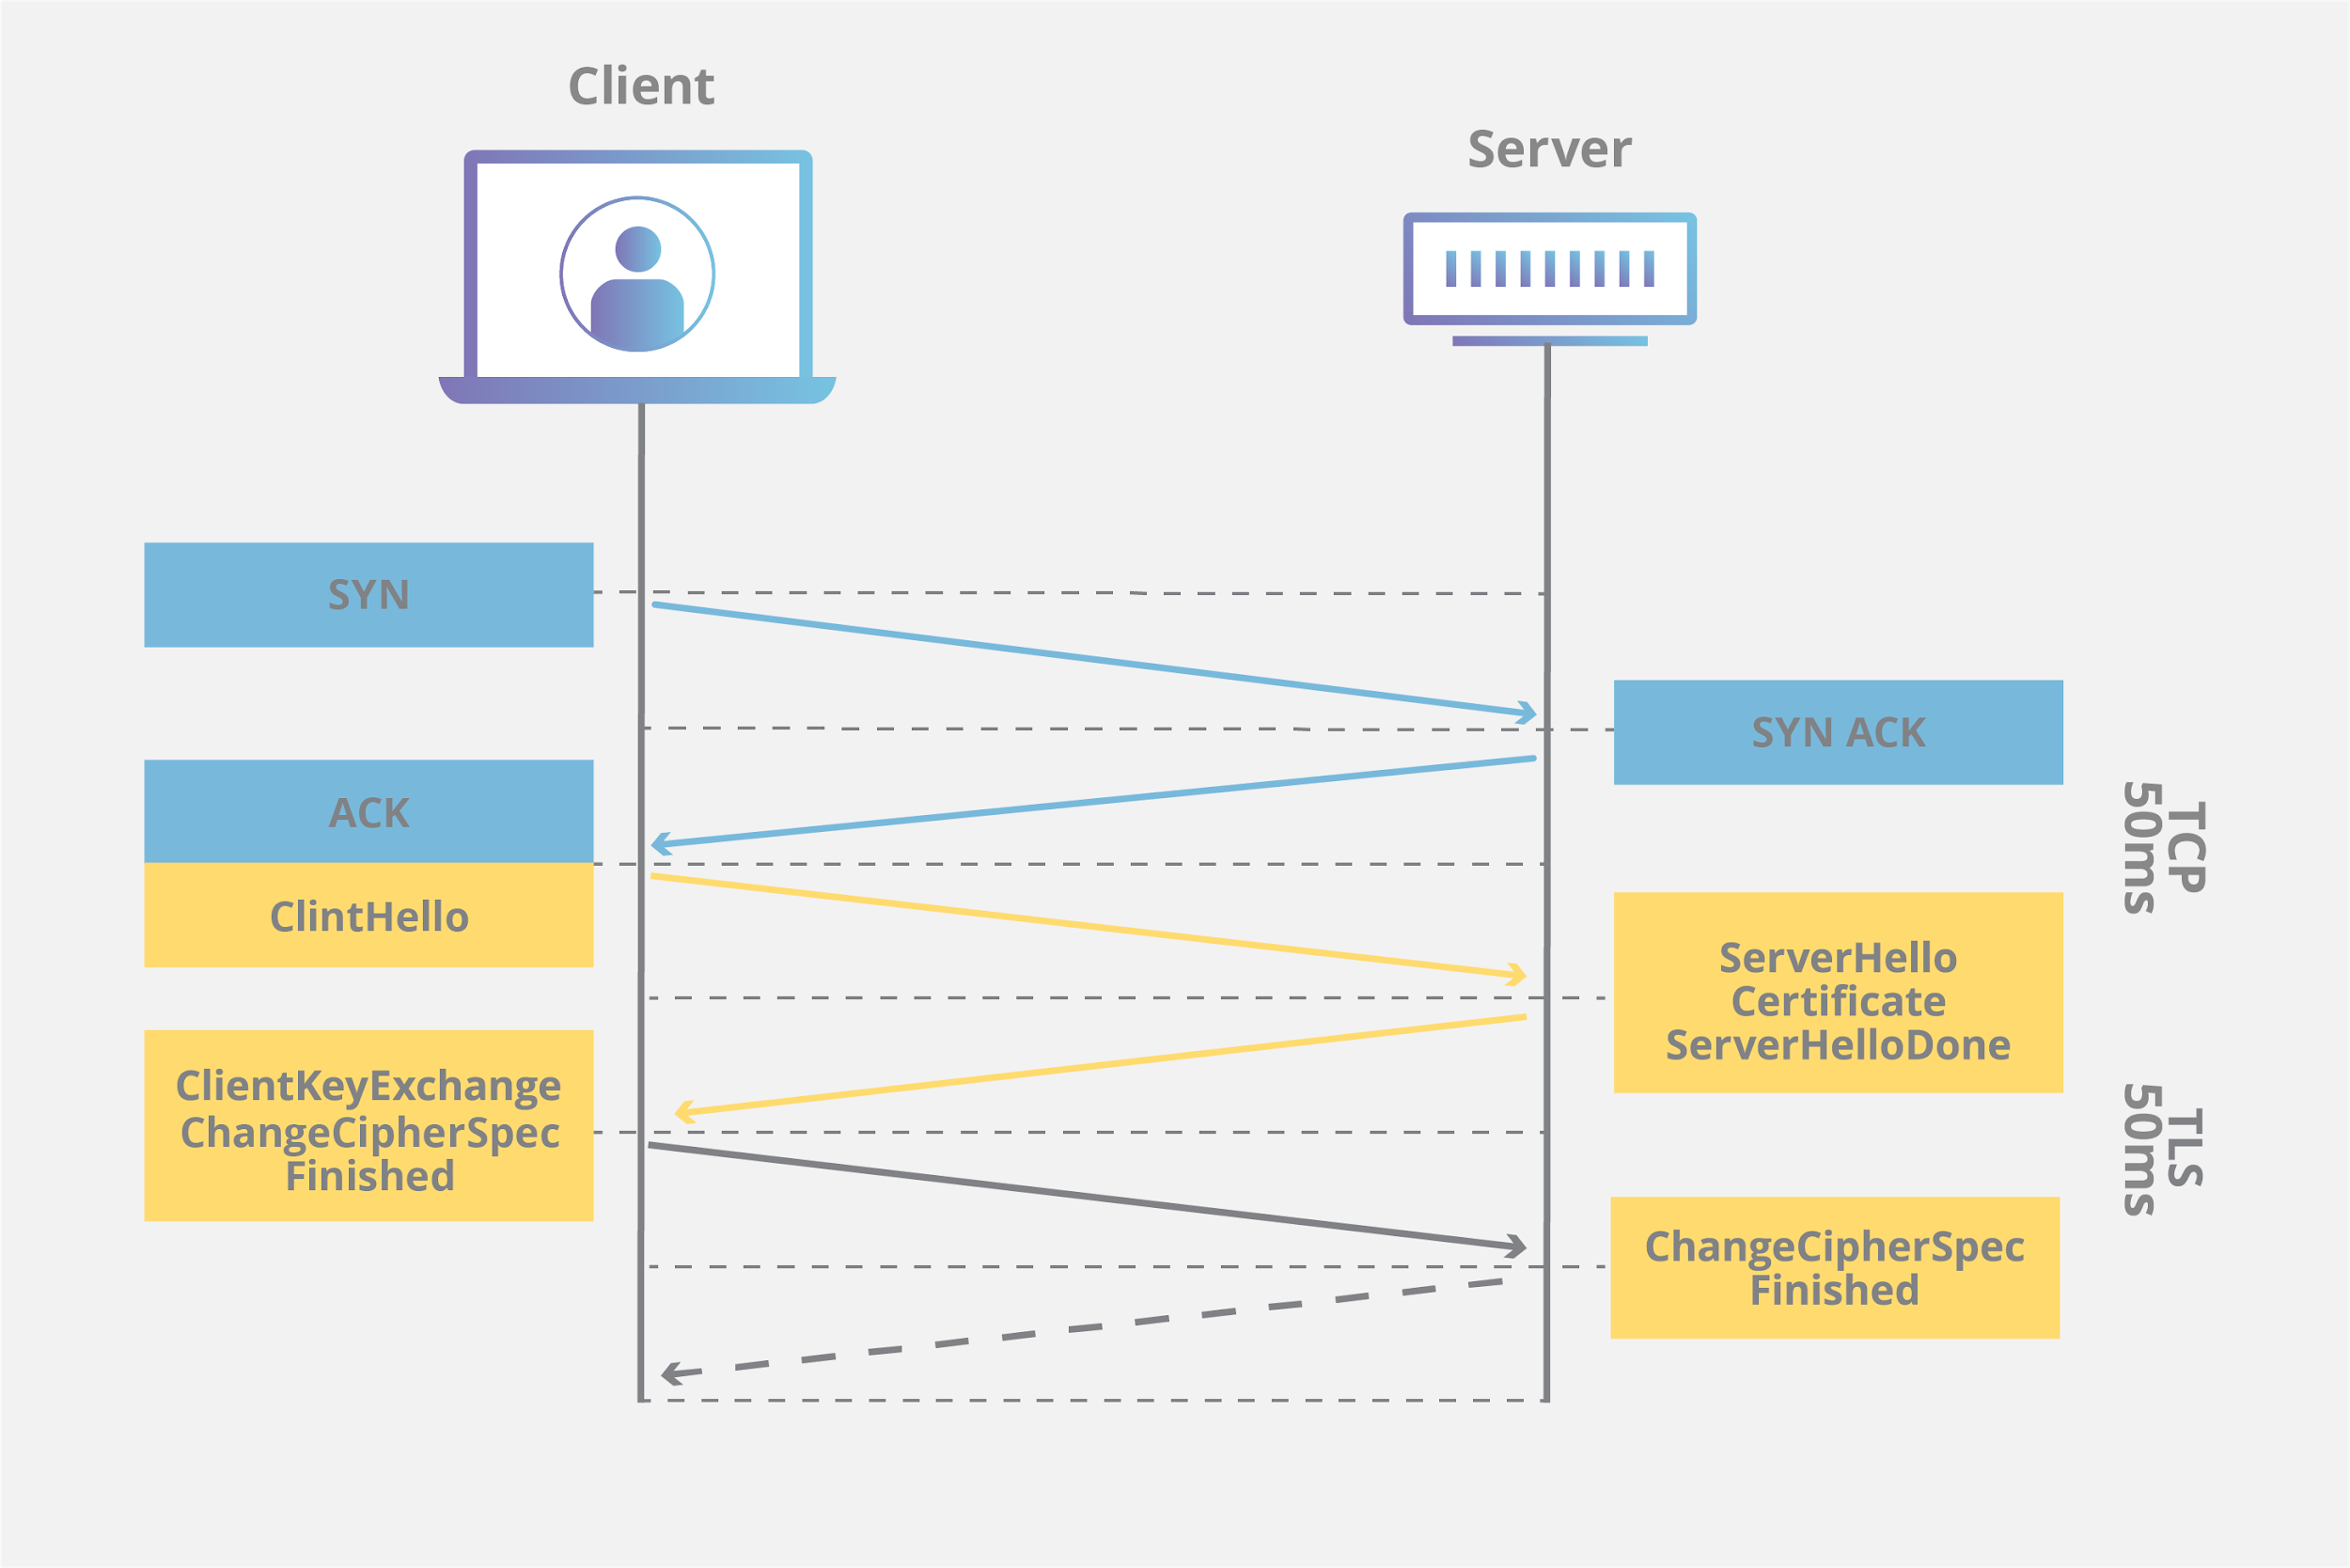 Client
Server
SYN
SYN ACK
ACK
ClintHello
TCP
50ms
ServerHello
Certificate
ServerHelloDone
ClientKeyExchange
ChangeCipherSpec
Finished
TLS
50ms
ChangeCipherSpec
Finished